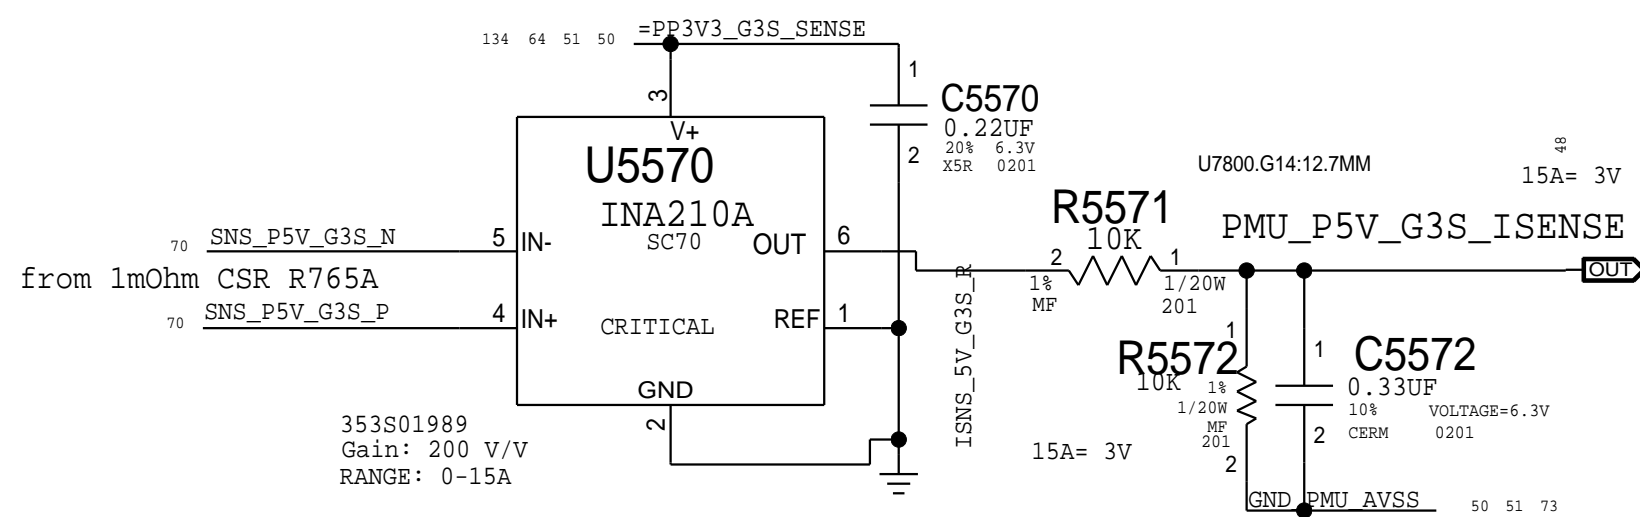 134 64 51 50 =PP3V3_G3S_SENSE
3
V+
U5570
INA210A
SC70
1
C5570
0.22UF
20% 6.3V
X5R 0201
2
70 SNS_P5V_G3S_N 5 IN-
OUT 6
from 1mOhm CSR R765A
70 SNS_P5V_G3S_P 4 IN+
CRITICAL
REF 1
GND
2
353S01989
Gain: 200 V/V
RANGE: 0-15A
ISNS_5V_G3S_R
R5571
10K
2 1
1%
MF
1/20W
201
U7800.G14:12.7MM
48
15A= 3V
PMU_P5V_G3S_ISENSE
OUT
1
R5572
10K
1%
1/20W
MF
201
2
15A= 3V
1
C5572
0.33UF
10% VOLTAGE=6.3V
CERM 0201
2
GND_PMU_AVSS 50 51 73